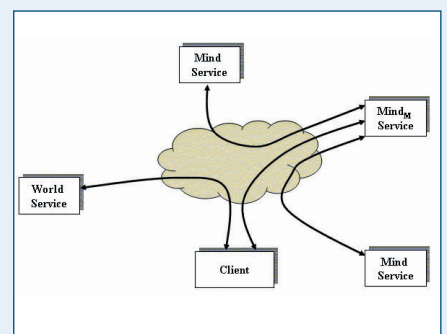 Mind
Service
Mind_M
Service
World
Service
Client
Mind
Service